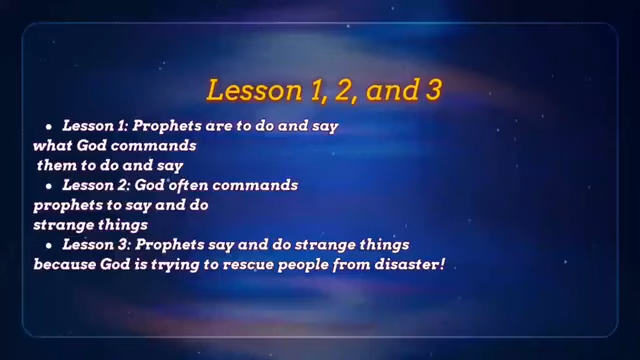 Lesson 1, 2, and 3
• Lesson 1: Prophets are to do and say
what God commands
them to do and say
• Lesson 2: God often commands
prophets to say and do
strange things
• Lesson 3: Prophets say and do strange things
because God is trying to rescue people from disaster!